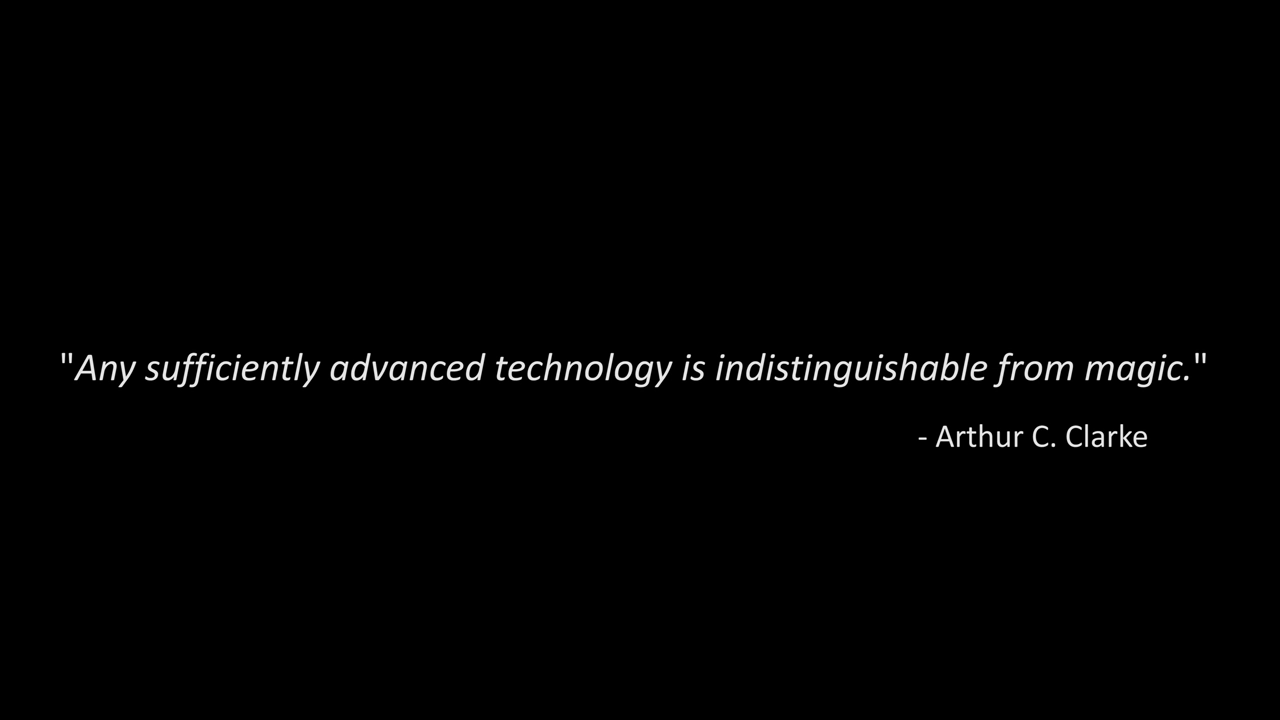 "Any sufficiently advanced technology is indistinguishable from magic."
- Arthur C. Clarke